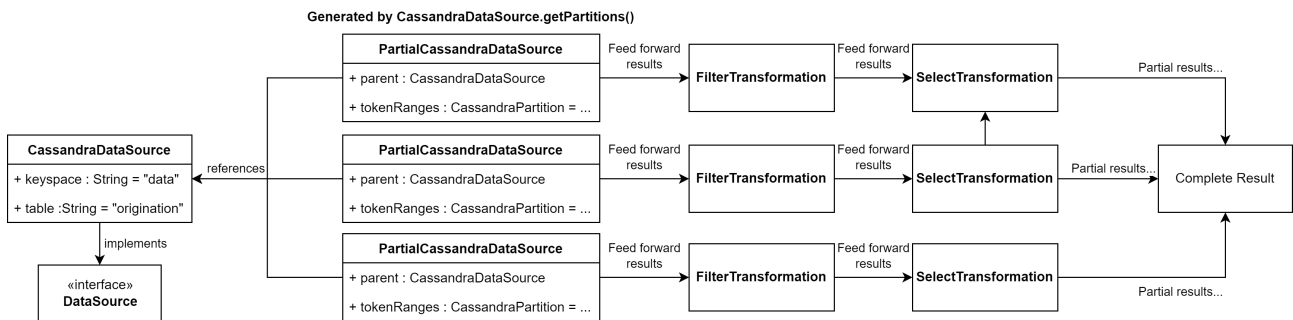 Generated by CassandraDataSource.getPartitions()
PartialCassandraDataSource
+ parent : CassandraDataSource
+ tokenRanges : CassandraPartition = ...
Feed forward
results
FilterTransformation
Feed forward
results
SelectTransformation
Partial results...
CassandraDataSource
+ keyspace : String = "data"
+ table :String = "origination"
references
PartialCassandraDataSource
+ parent : CassandraDataSource
+ tokenRanges : CassandraPartition = ...
Feed forward
results
FilterTransformation
Feed forward
results
SelectTransformation
Partial results...
Complete Result
implements
«interface»
DataSource
PartialCassandraDataSource
+ parent : CassandraDataSource
+ tokenRanges : CassandraPartition = ...
Feed forward
results
FilterTransformation
Feed forward
results
SelectTransformation
Partial results...